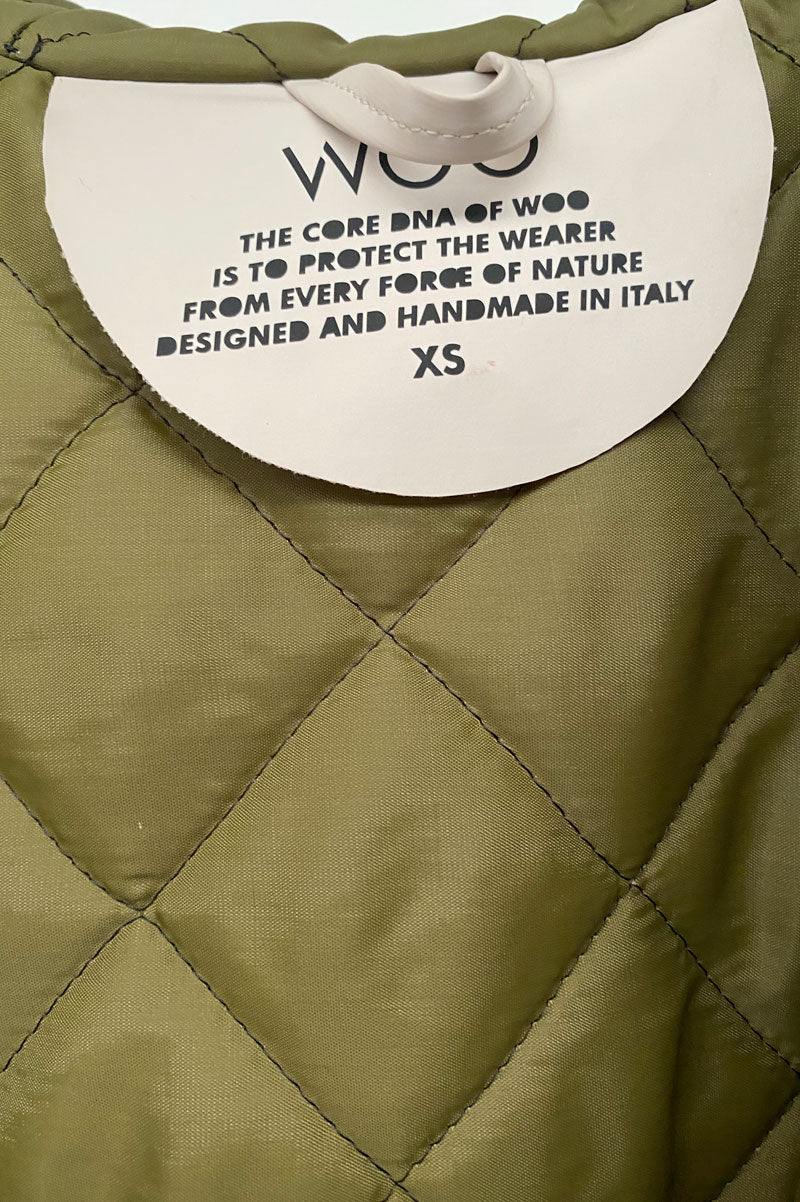 WOO
THE CORE DNA OF WOO
IS TO PROTECT THE WEARER
FROM EVERY FORCE OF NATURE
DESIGNED AND HANDMADE IN ITALY
XS